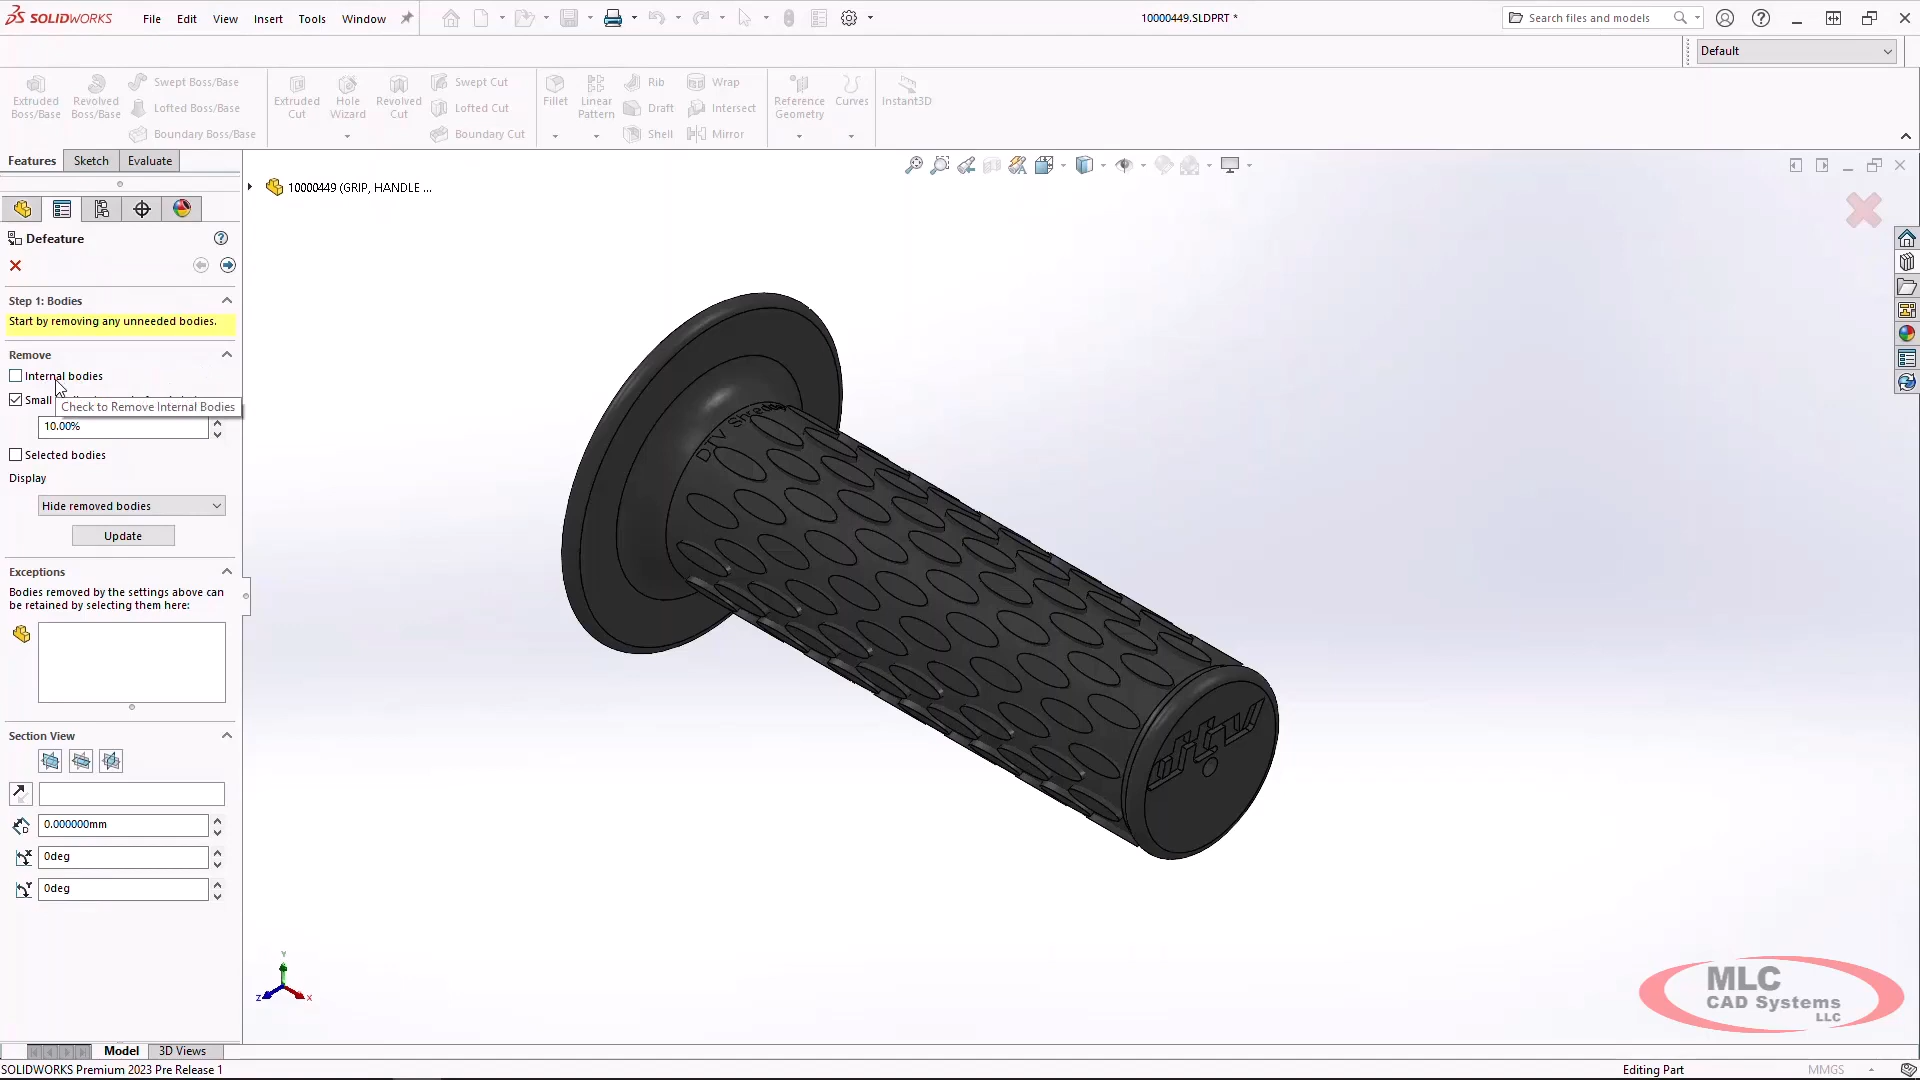 SOLIDWORKS
File Edit View Insert Tools Window
10000449.SLDPRT *
Search files and models
Default
Extruded Boss/Base
Revolved Boss/Base
Swept Boss/Base
Lofted Boss/Base
Boundary Boss/Base
Extruded Cut
Hole Wizard
Revolved Cut
Swept Cut
Lofted Cut
Boundary Cut
Fillet
Linear Pattern
Rib
Draft
Shell
Wrap
Intersect
Mirror
Reference Geometry
Curves
Instant3D
Features Sketch Evaluate
10000449 (GRIP, HANDLE ...
Defeature
Step 1: Bodies
Start by removing any unneeded bodies.
Remove
Internal bodies
Small
Check to Remove Internal Bodies
10.00%
Selected bodies
Display
Hide removed bodies
Update
Exceptions
Bodies removed by the settings above can
be retained by selecting them here:
Section View
0.000000mm
0deg
0deg
DTV Shredder
dtv
Y
Z
X
MLC
CAD Systems
LLC
Model 3D Views
SOLIDWORKS Premium 2023 Pre Release 1
Editing Part
MMGS